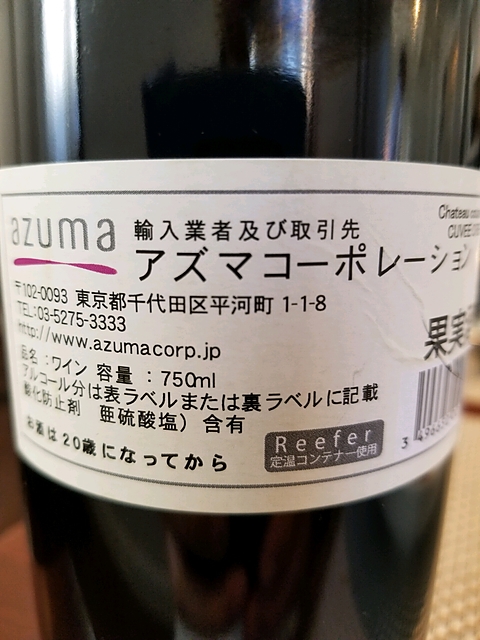 azuma
輸入業者及び取引先
アズマコーポレーション
〒102-0093 東京都千代田区平河町 1-1-8
TEL:03-5275-3333
http://www.azumacorp.jp
品名:ワイン 容量 : 750ml
アルコール分は表ラベルまたは裏ラベルに記載
酸化防止剤 亜硫酸塩) 含有
お酒は20歳になってから
Reefer
定温コンテナー使用
Chateau
CUVEE
果実
3